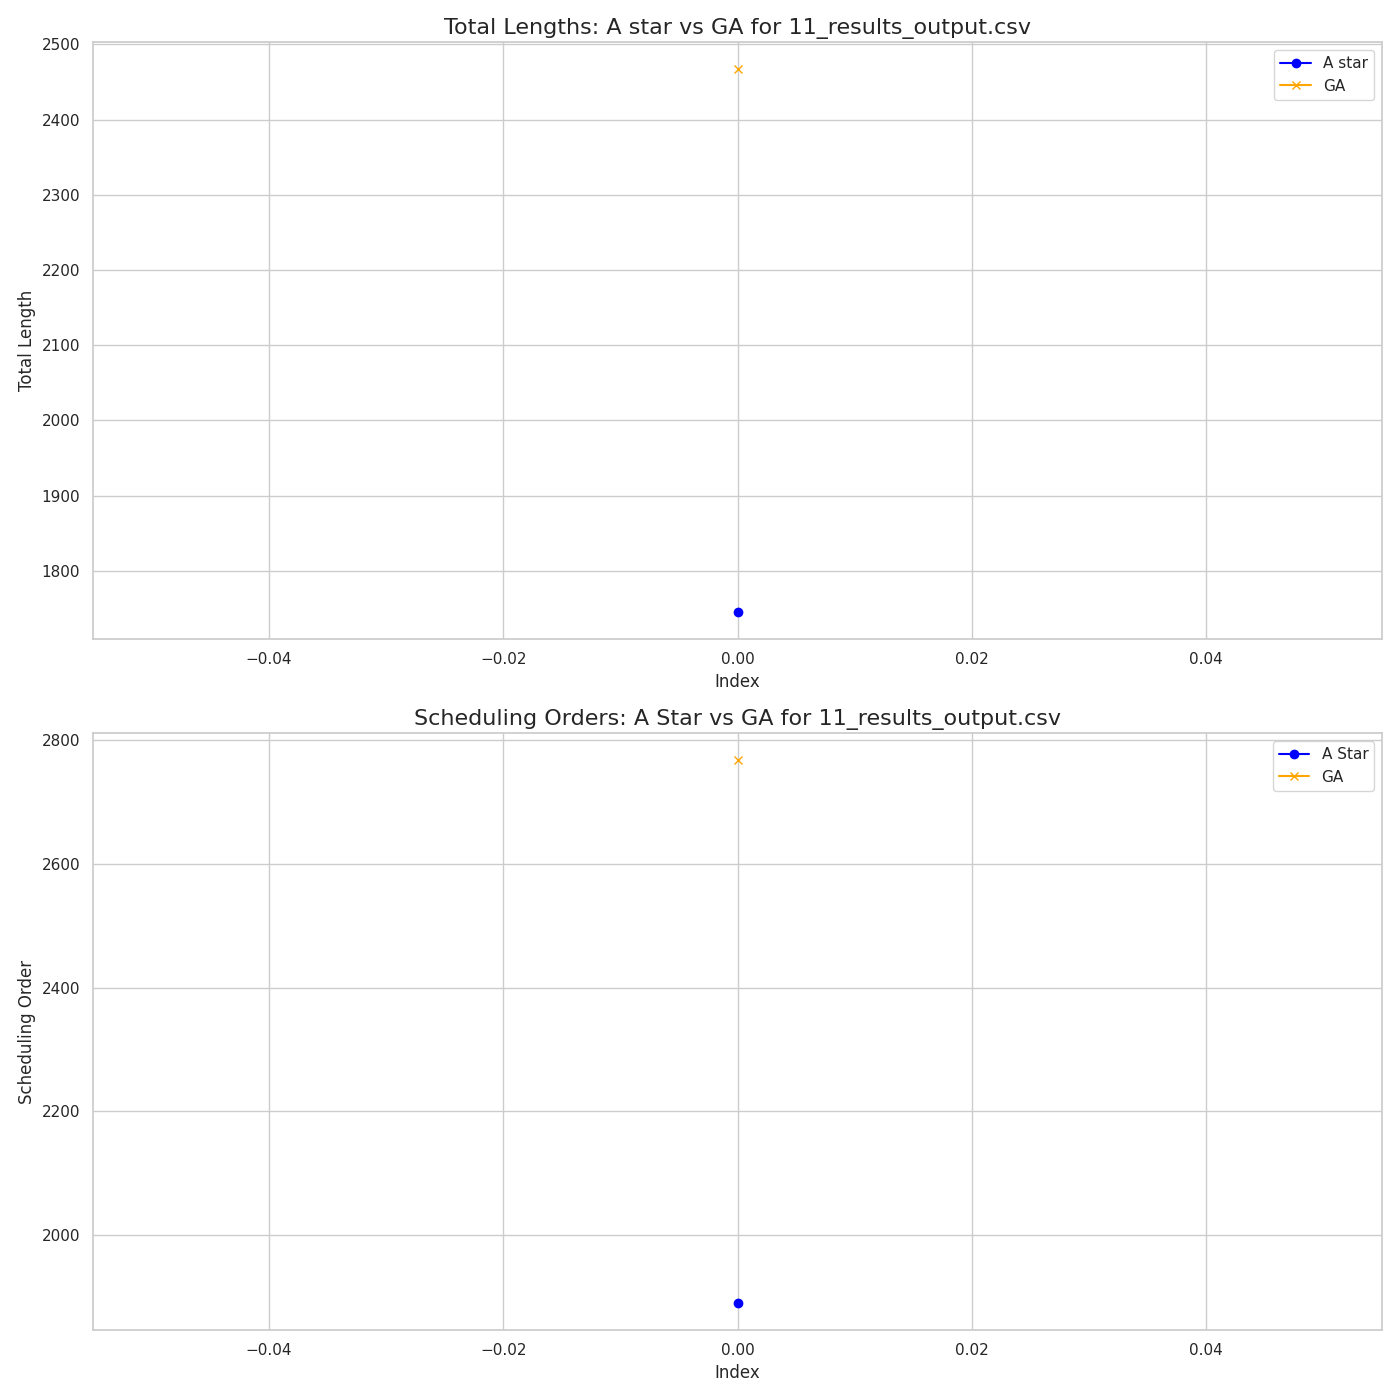 Total Lengths: A star vs GA for 11_results_output.csv
2500
2400
2300
2200
2100
2000
1900
1800
Total Length
A star
GA
−0.04
−0.02
0.00
0.02
0.04
Index
Scheduling Orders: A Star vs GA for 11_results_output.csv
2800
2600
2400
2200
2000
Scheduling Order
A Star
GA
−0.04
−0.02
0.00
0.02
0.04
Index